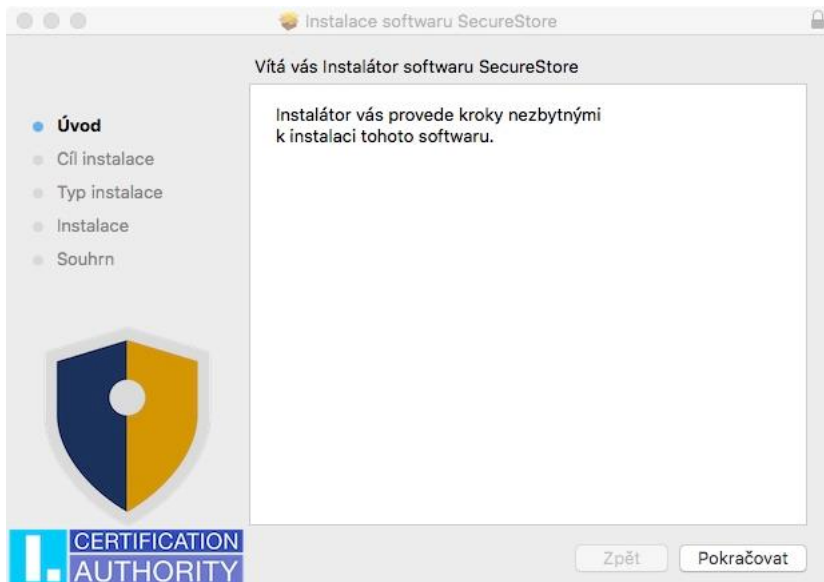 Instalace softwaru SecureStore
Vítá vás Instalátor softwaru SecureStore
Úvod
Cíl instalace
Typ instalace
Instalace
Souhrn
Instalátor vás provede kroky nezbytnými
k instalaci tohoto softwaru.
I.
CERTIFICATION
AUTHORITY
Zpět
Pokračovat